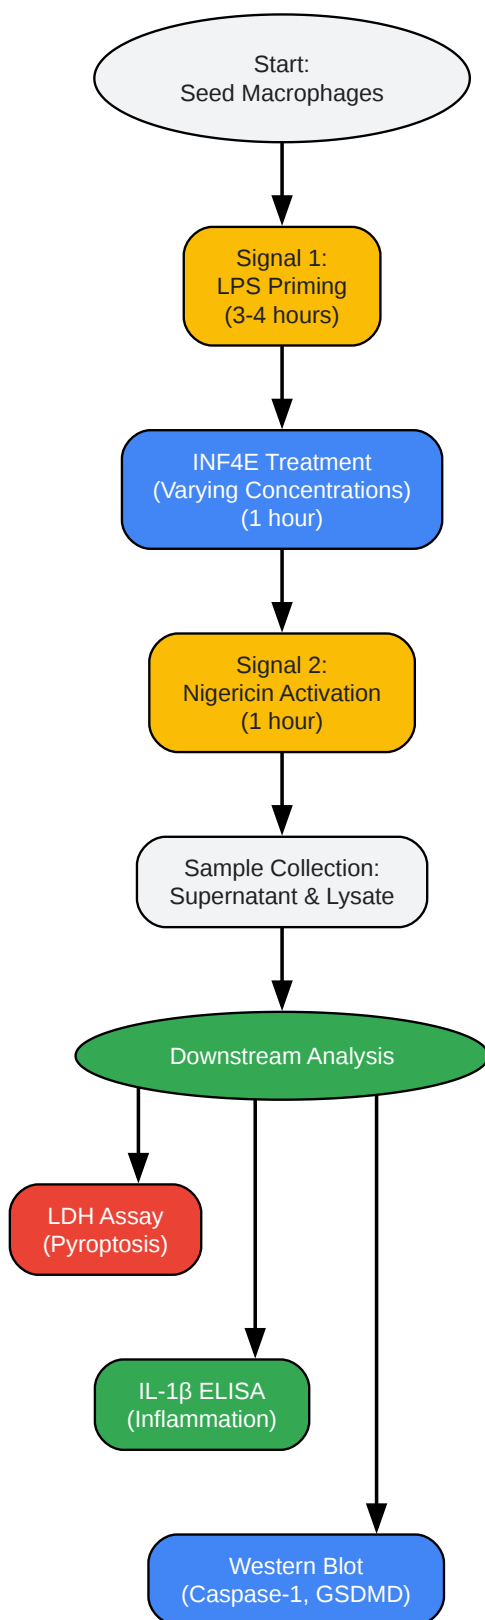 Start:
Seed Macrophages
Signal 1:
LPS Priming
(3-4 hours)
INF4E Treatment
(Varying Concentrations)
(1 hour)
Signal 2:
Nigericin Activation
(1 hour)
Sample Collection:
Supernatant & Lysate
Downstream Analysis
LDH Assay
(Pyroptosis)
IL-1β ELISA
(Inflammation)
Western Blot
(Caspase-1, GSDMD)